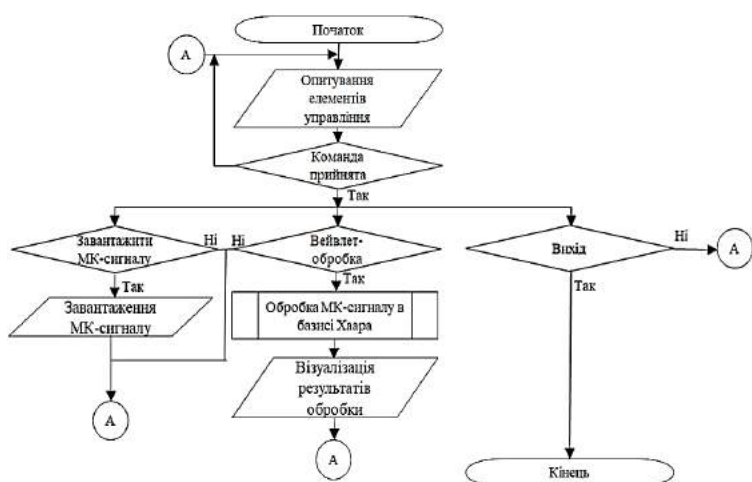 Початок
А
Опитування
елементів
управління
Команда
прийнята
Так
Завантажити
МК-сигналу
Ні
Ні
Вейвлет-
обробка
Вихід
Ні
А
Так
Так
Так
Завантаження
МК-сигналу
Обробка МК-сигналу в
базисі Хаара
Візуалізація
результатів
обробки
А
А
Кінець